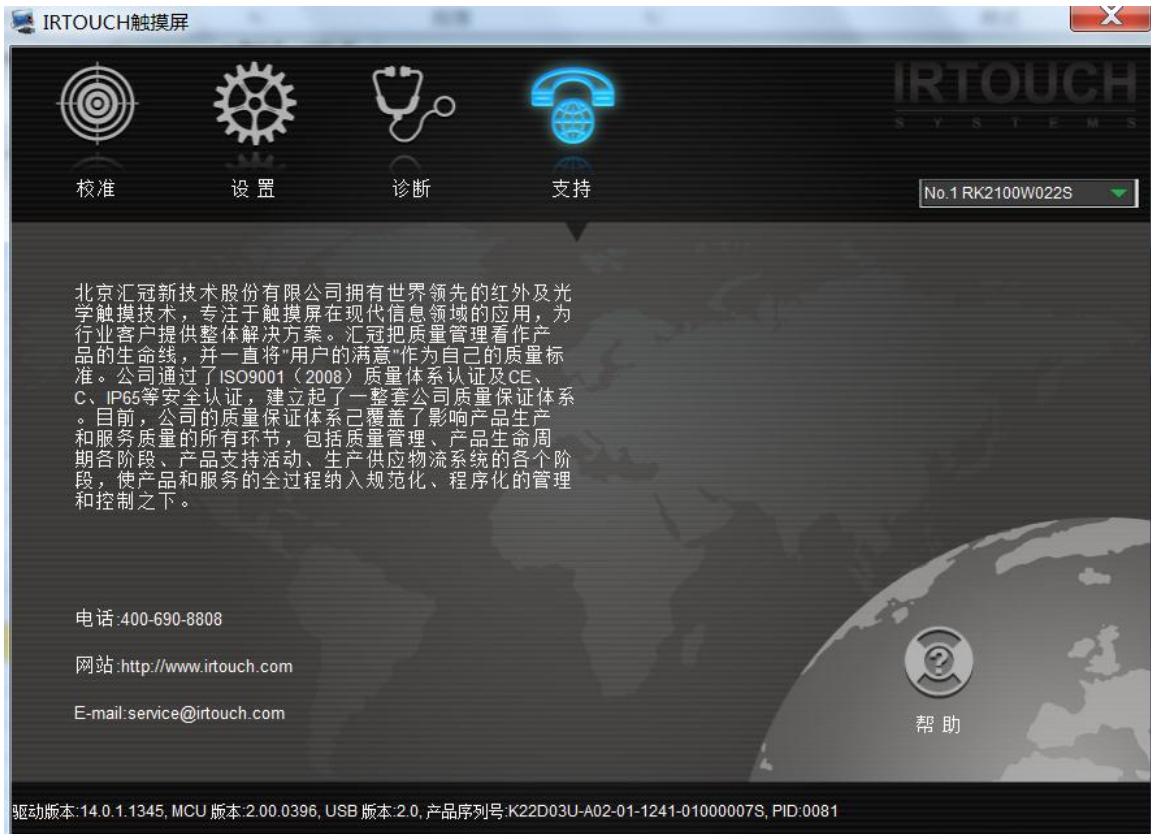 IRTOUCH触摸屏
IRTOUCH
SYSTEMS
校准
设置
诊断
支持
No.1 RK2100W022S
北京汇冠新技术股份有限公司拥有世界领先的红外及光
学触摸技术，专注于触摸屏在现代信息领域的应用，为
行业客户提供整体解决方案。汇冠把质量管理看作产
品的生命线，并一直将"用户的满意"作为自己的质量标
准。公司通过了ISO9001（2008）质量体系认证及CE、
C、IP65等安全认证，建立起了一整套公司质量保证体系
。目前，公司的质量保证体系己覆盖了影响产品生产
和服务质量的所有环节，包括质量管理、产品生命周
期各阶段、产品支持活动、生产供应物流系统的各个阶
段，使产品和服务的全过程纳入规范化、程序化的管理
和控制之下。
电话:400-690-8808
网站:http://www.irtouch.com
E-mail:service@irtouch.com
帮助
驱动版本:14.0.1.1345, MCU 版本:2.00.0396, USB 版本:2.0, 产品序列号:K22D03U-A02-01-1241-01000007S, PID:0081